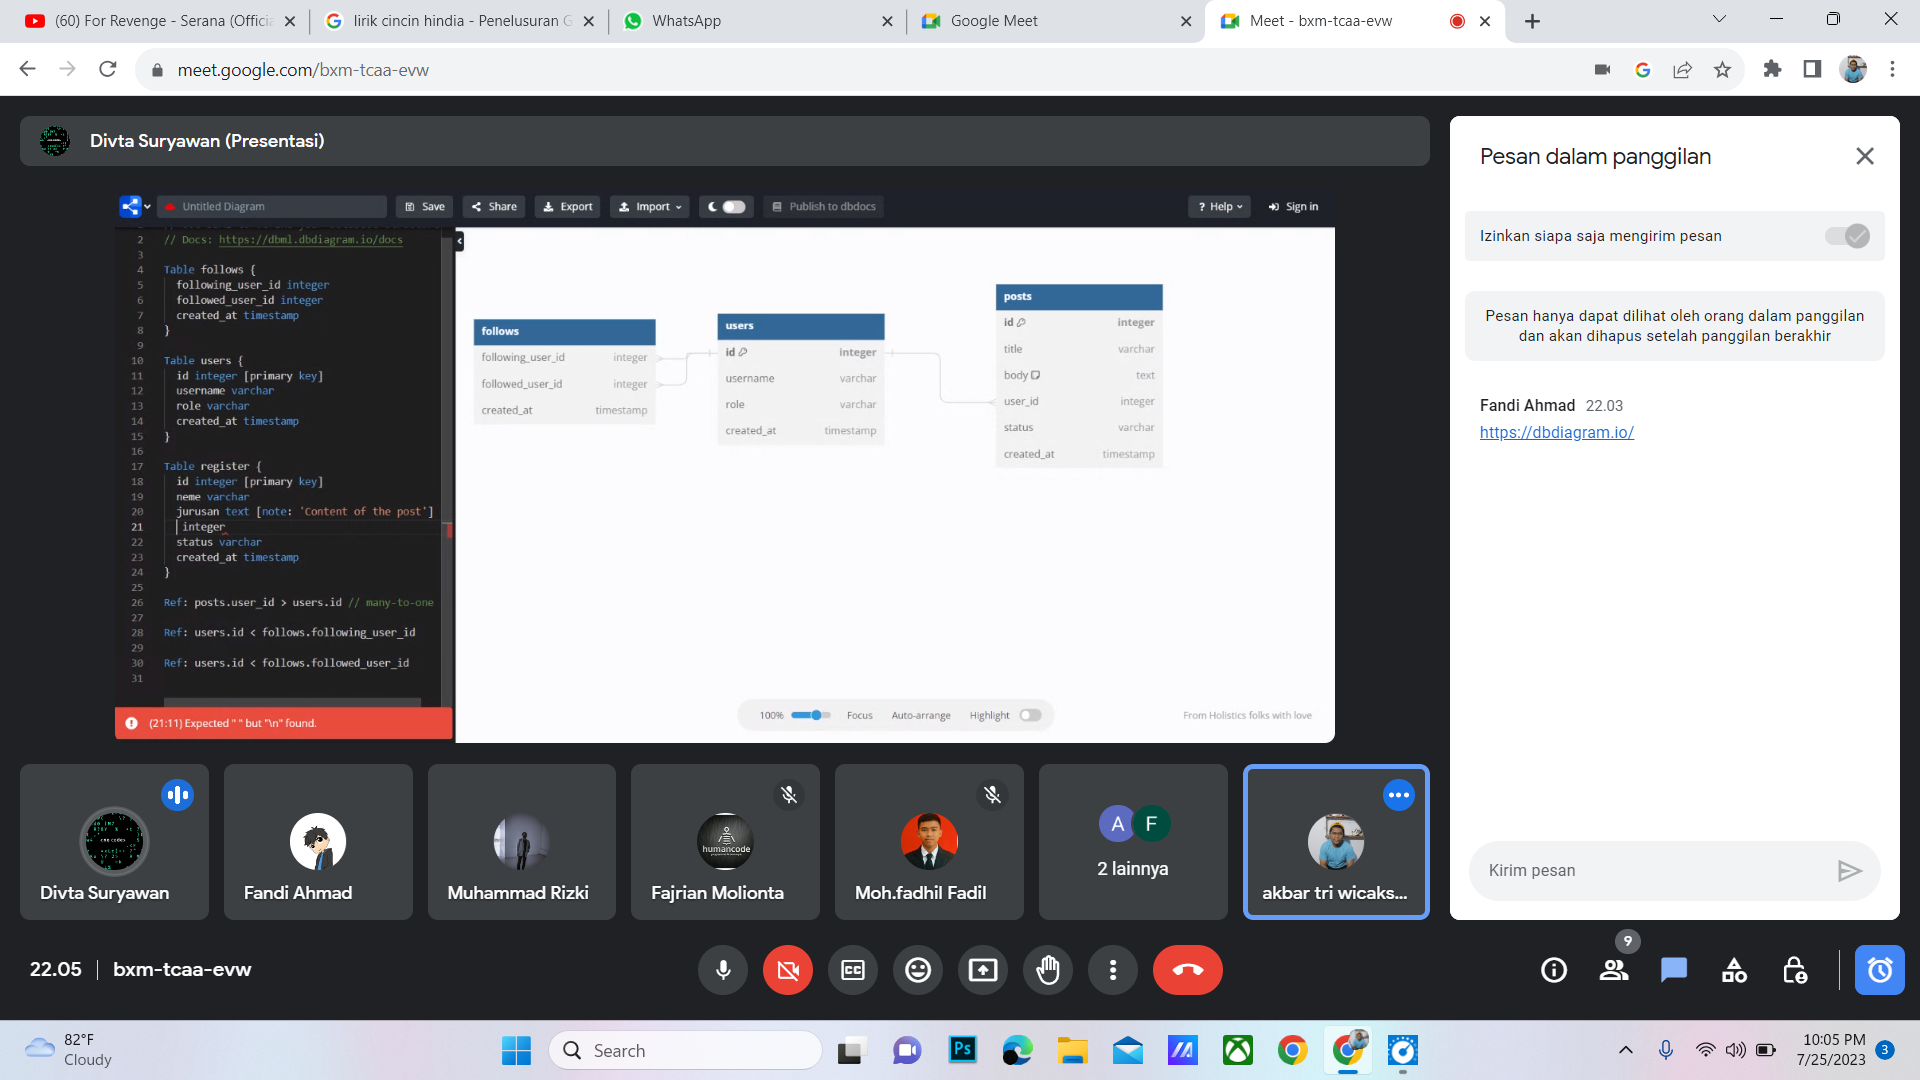 (60) For Revenge - Serana (Officia
lirik cincin hindia - Penelusuran G
WhatsApp
Google Meet
Meet - bxm-tcaa-evw
meet.google.com/bxm-tcaa-evw
Divta Suryawan (Presentasi)
Untitled Diagram
Save
Share
Export
Import
Publish to dbdocs
? Help
Sign in
2 // Docs: https://dbml.dbdiagram.io/docs
3
4 Table follows {
5 following_user_id integer
6 followed_user_id integer
7 created_at timestamp
8 }
9
10 Table users {
11 id integer [primary key]
12 username varchar
13 role varchar
14 created_at timestamp
15 }
16
17 Table register {
18 id integer [primary key]
19 neme varchar
20 jurusan text [note: 'Content of the post']
21 integer
22 status varchar
23 created_at timestamp
24 }
25
26 Ref: posts.user_id > users.id // many-to-one
27
28 Ref: users.id < follows.following_user_id
29
30 Ref: users.id < follows.followed_user_id
31
(21:11) Expected " " but "\n" found.
follows
following_user_id integer
followed_user_id integer
created_at timestamp
users
id integer
username varchar
role varchar
created_at timestamp
posts
id integer
title varchar
body text
user_id integer
status varchar
created_at timestamp
100%
Focus
Auto-arrange
Highlight
From Holistics folks with love
Pesan dalam panggilan
Izinkan siapa saja mengirim pesan
Pesan hanya dapat dilihat oleh orang dalam panggilan
dan akan dihapus setelah panggilan berakhir
Fandi Ahmad 22.03
https://dbdiagram.io/
Kirim pesan
Divta Suryawan
Fandi Ahmad
Muhammad Rizki
humancode
Fajrian Molionta
Moh.fadhil Fadil
A F
2 lainnya
akbar tri wicaks...
22.05 | bxm-tcaa-evw
CC
9
82°F
Cloudy
Search
Ps
10:05 PM
7/25/2023
3